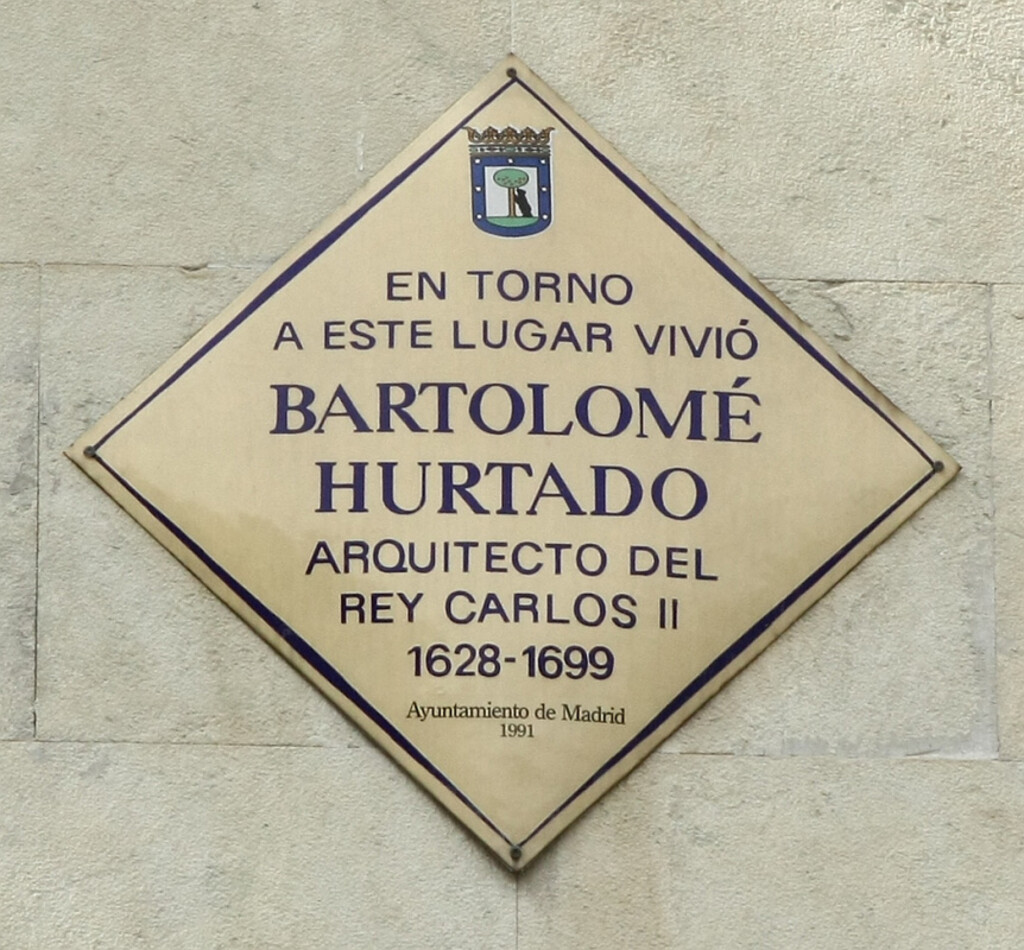 EN TORNO
A ESTE LUGAR VIVIÓ
BARTOLOMÉ
HURTADO
ARQUITECTO DEL
REY CARLOS II
1628-1699
Ayuntamiento de Madrid
1991